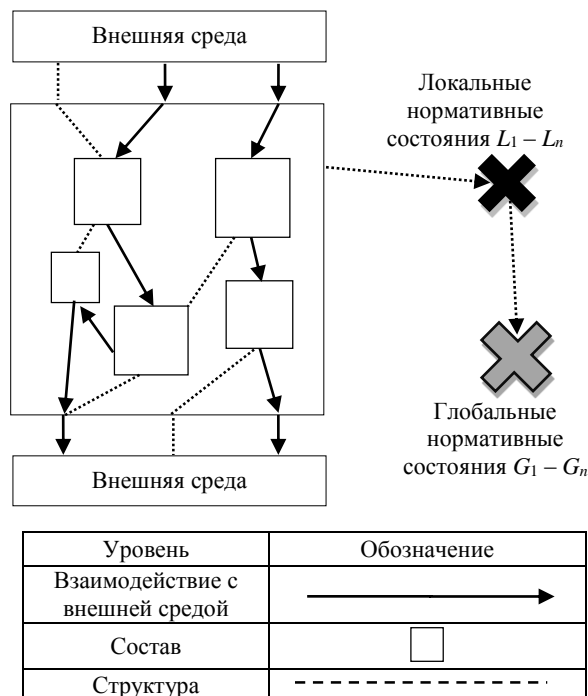 Внешняя среда
Локальные
нормативные
состояния L1 – Ln
Глобальные
нормативные
состояния G1 – Gn
Внешняя среда
Уровень Обозначение
Взаимодействие с
внешней средой
Состав
Структура